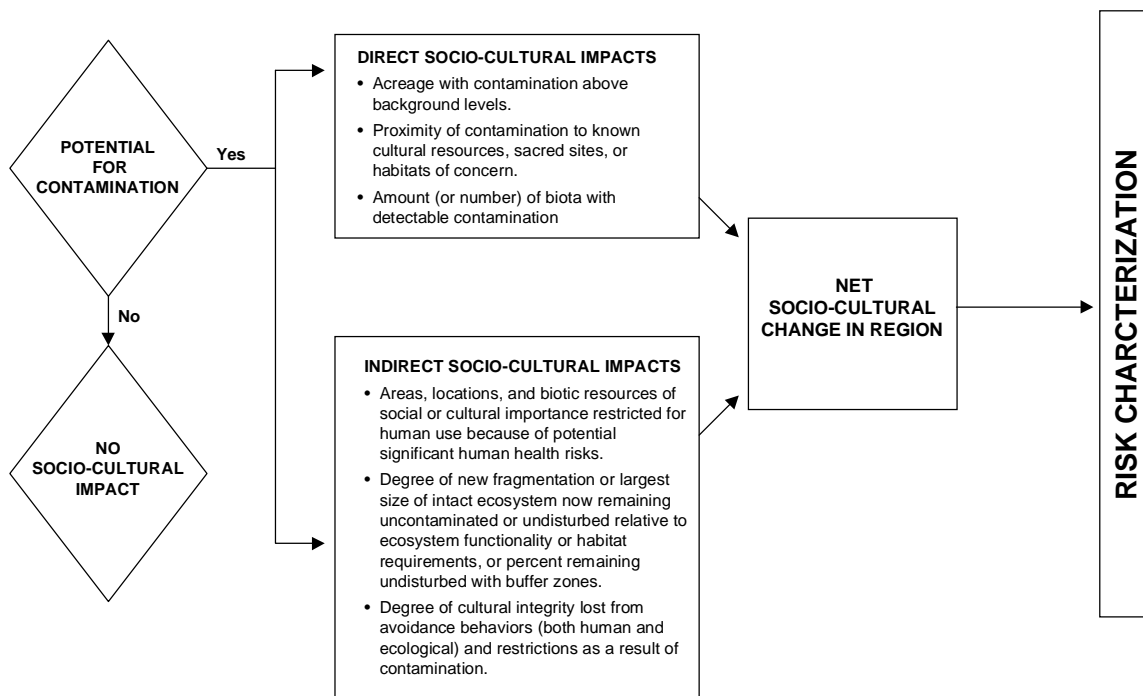 POTENTIAL
FOR
CONTAMINATION
Yes
No
NO
SOCIO-CULTURAL
IMPACT
DIRECT SOCIO-CULTURAL IMPACTS
• Acreage with contamination above
background levels.
• Proximity of contamination to known
cultural resources, sacred sites, or
habitats of concern.
• Amount (or number) of biota with
detectable contamination
INDIRECT SOCIO-CULTURAL IMPACTS
• Areas, locations, and biotic resources of
social or cultural importance restricted for
human use because of potential
significant human health risks.
• Degree of new fragmentation or largest
size of intact ecosystem now remaining
uncontaminated or undisturbed relative to
ecosystem functionality or habitat
requirements, or percent remaining
undisturbed with buffer zones.
• Degree of cultural integrity lost from
avoidance behaviors (both human and
ecological) and restrictions as a result of
contamination.
NET
SOCIO-CULTURAL
CHANGE IN REGION
RISK CHARCTERIZATION